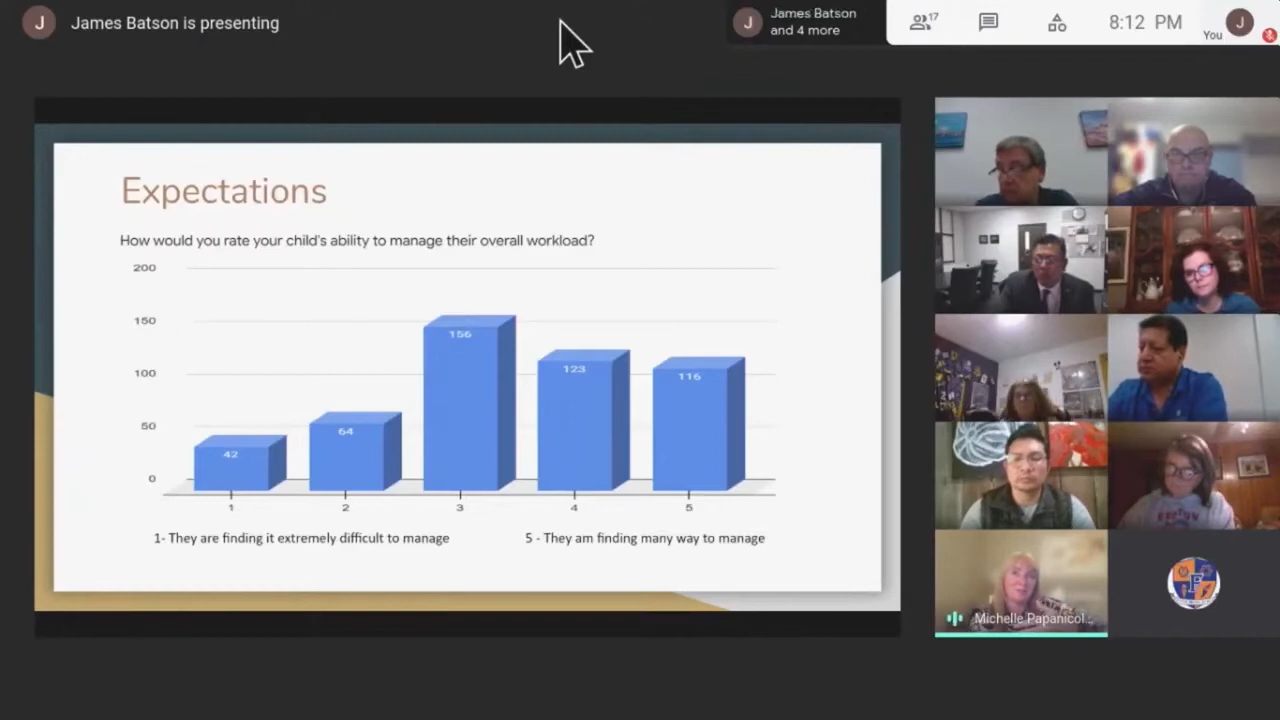 J
James Batson is presenting
J
James Batson
and 4 more
17
8:12 PM
You
J
Expectations
How would you rate your child's ability to manage their overall workload?
200
150
100
50
0
42
64
156
123
116
1
2
3
4
5
1- They are finding it extremely difficult to manage
5 - They am finding many way to manage
Michelle Papanicol...